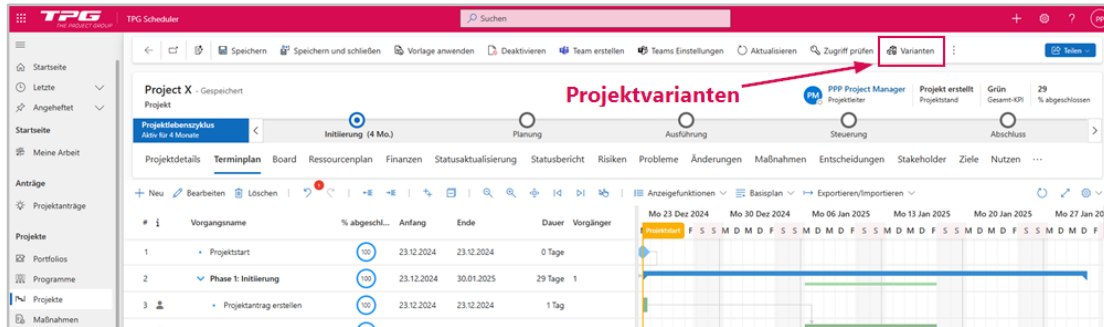 TPG THE PROJECT GROUP TPG Scheduler Suchen PP
Speichern Speichern und schließen Vorlage anwenden Deaktivieren Team erstellen Teams Einstellungen Aktualisieren Zugriff prüfen Varianten Teilen
Startseite
Letzte
Angeheftet
Startseite
Meine Arbeit
Anträge
Projektanträge
Projekte
Portfolios
Programme
Projekte
Maßnahmen
Project X - Gespeichert
Projekt
Projektvarianten
PM PPP Project Manager Projekt erstellt Grün 29
Projektleiter Projektstand Gesamt-KPI % abgeschlossen
Projektlebenszyklus
Aktiv für 4 Monate
Initiierung (4 Mo.) Planung Ausführung Steuerung Abschluss
Projektdetails Terminplan Board Ressourcenplan Finanzen Statusaktualisierung Statusbericht Risiken Probleme Änderungen Maßnahmen Entscheidungen Stakeholder Ziele Nutzen ···
+ Neu Bearbeiten Löschen 1 Anzeigefunktionen Basisplan Exportieren/Importieren
# i Vorgangsname % abgeschl... Anfang Ende Dauer Vorgänger
Mo 23 Dez 2024 Mo 30 Dez 2024 Mo 06 Jan 2025 Mo 13 Jan 2025 Mo 20 Jan 2025 Mo 27 Jan 20
Projektstart F S S M D M D F S S M D M D F S S M D M D F S S M D M D F S S M D M D
1 Projektstart 100 23.12.2024 23.12.2024 0 Tage
2 Phase 1: Initiierung 100 23.12.2024 30.01.2025 29 Tage 1
3 Projektantrag erstellen 100 23.12.2024 23.12.2024 1 Tag